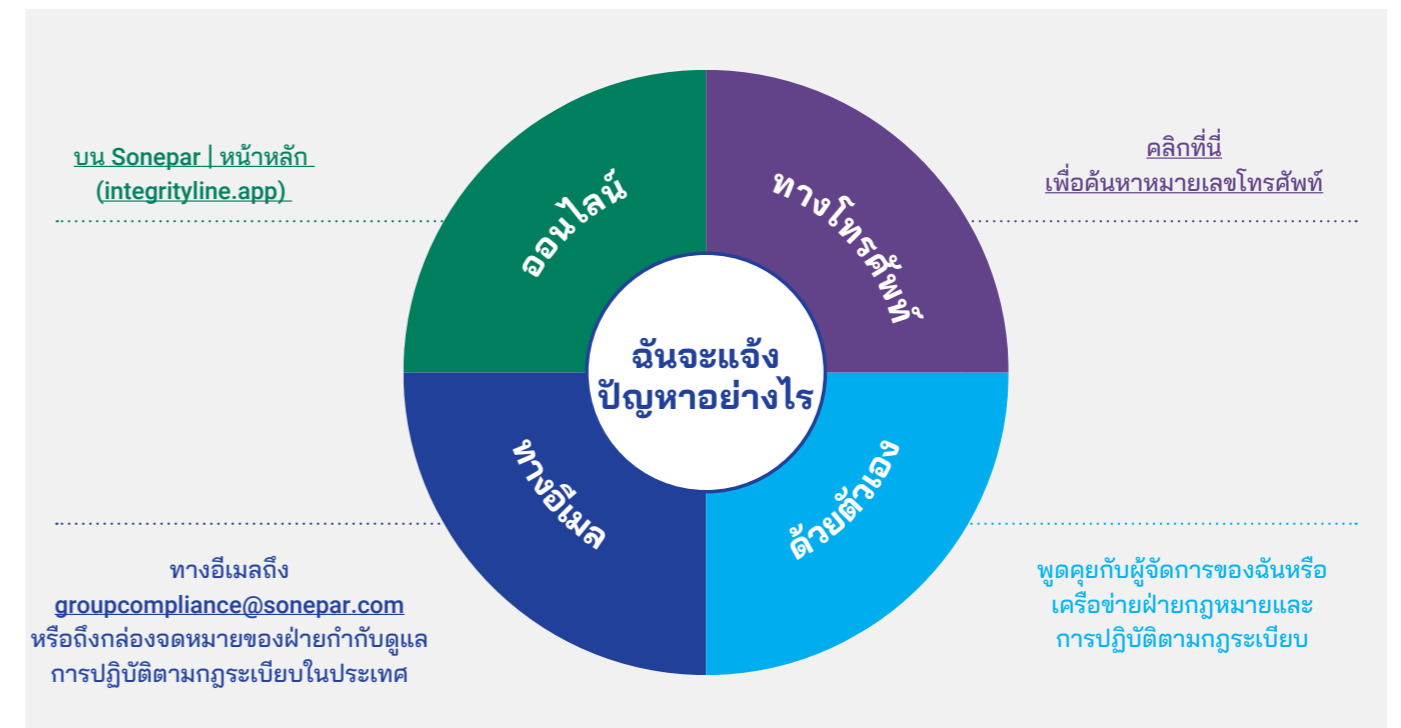 บน Sonepar | หน้าหลัก
(integrityline.app)
ออนไลน์
ทางโทรศัพท์
คลิกที่นี่
เพื่อค้นหาหมายเลขโทรศัพท์
ฉันจะแจ้ง
ปัญหาอย่างไร
ทางอีเมล
ด้วยตัวเอง
ทางอีเมลถึง
groupcompliance@sonepar.com
หรือถึงกล่องจดหมายของฝ่ายกำกับดูแล
การปฏิบัติตามกฎระเบียบในประเทศ
พูดคุยกับผู้จัดการของฉันหรือ
เครือข่ายฝ่ายกฎหมายและ
การปฏิบัติตามกฎระเบียบ